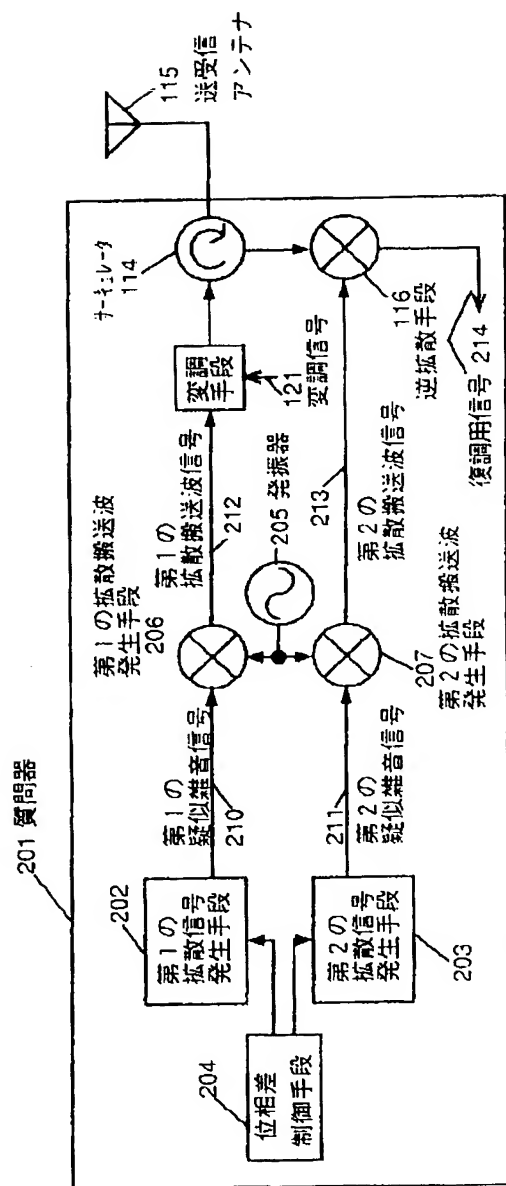 201 質問器
204
位相差
制御手段
202
第1の
拡散信号
発生手段
第2の
拡散信号
発生手段
203
第1の
疑似雑音信号
210
211
第2の
疑似雑音信号
第1の拡散搬送波
発生手段
206
205 発振器
207
第2の拡散搬送波
発生手段
第1の
拡散搬送波信号
212
213
第2の
拡散搬送波信号
変調
手段
121
変調信号
サーキュレータ
114
116
逆拡散手段
復調用信号 214
115
送受信
アンテナ